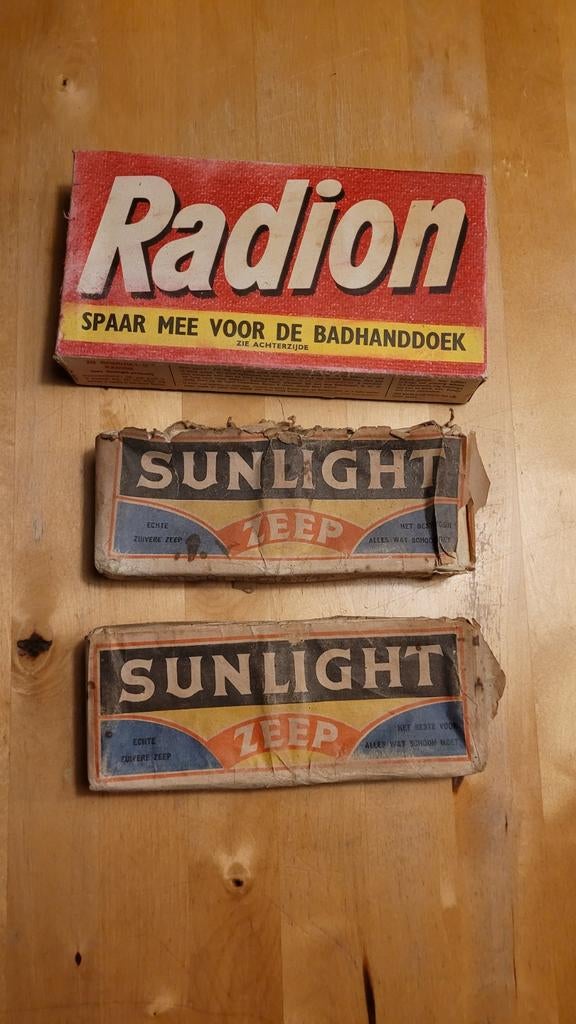 Radion
SPAAR MEE VOOR DE BADHANDDOEK
ZIE ACHTERZIJDE
SUNLIGHT
ZEEP
ECHTE
ZUIVERE ZEEP
HET BESTE VOOR
ALLES WAT SCHOON MOET
SUNLIGHT
ZEEP
ECHTE
ZUIVERE ZEEP
HET BESTE VOOR
ALLES WAT SCHOON MOET